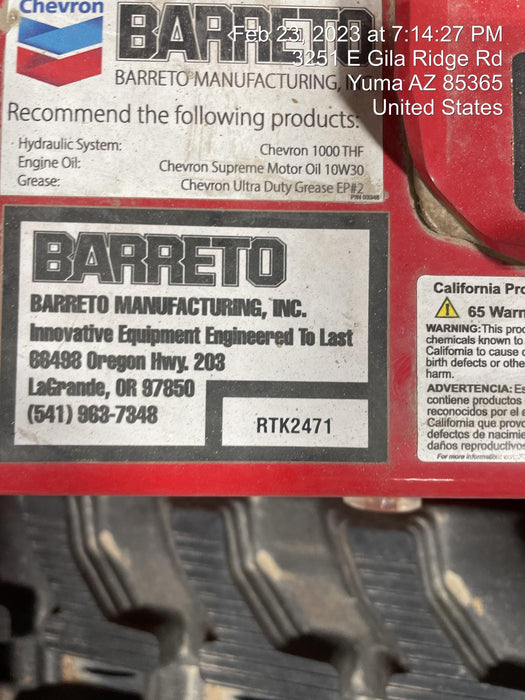 Chevron
BARRETO
BARRETO MANUFACTURING,
Feb 23, 2023 at 7:14:27 PM
3251 E Gila Ridge Rd
Yuma AZ 85365
United States
Recommend the following products:
Hydraulic System: Chevron 1000 THF
Engine Oil: Chevron Supreme Motor Oil 10W30
Grease: Chevron Ultra Duty Grease EP#2
BARRETO
BARRETO MANUFACTURING, INC.
Innovative Equipment Engineered To Last
66498 Oregon Hwy. 203
LaGrande, OR 97850
(541) 963-7348
RTK2471
California Pro
65 Warn
WARNING: This prod
chemicals known to
California to cause
birth defects or othe
harm.
ADVERTENCIA: Es
contiene productos
reconocidos por el
California que provo
defectos de nacimie
daños reproductivos
For more information: